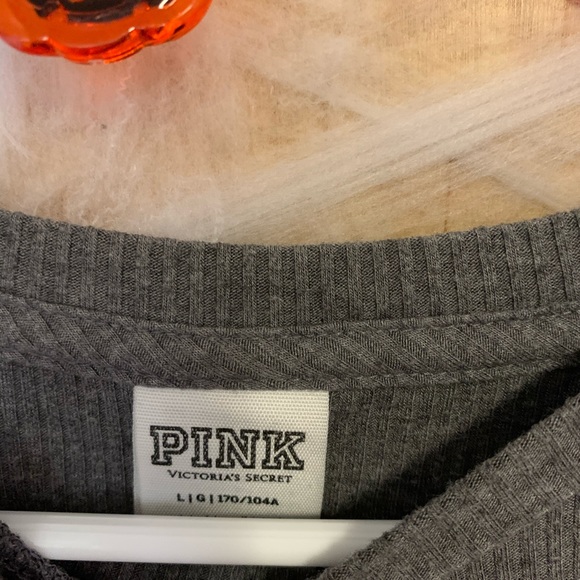 PINK
VICTORIA'S SECRET
L | G | 170/104A